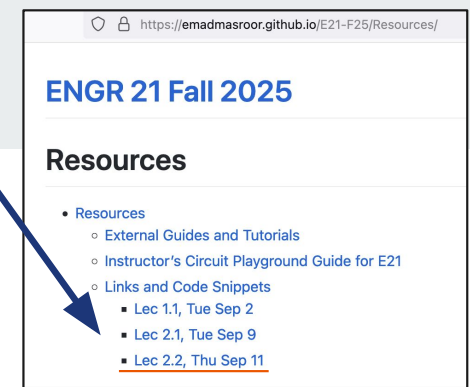 https://emadmasroor.github.io/E21-F25/Resources/
ENGR 21 Fall 2025
Resources
Resources
External Guides and Tutorials
Instructor's Circuit Playground Guide for E21
Links and Code Snippets
Lec 1.1, Tue Sep 2
Lec 2.1, Tue Sep 9
Lec 2.2, Thu Sep 11